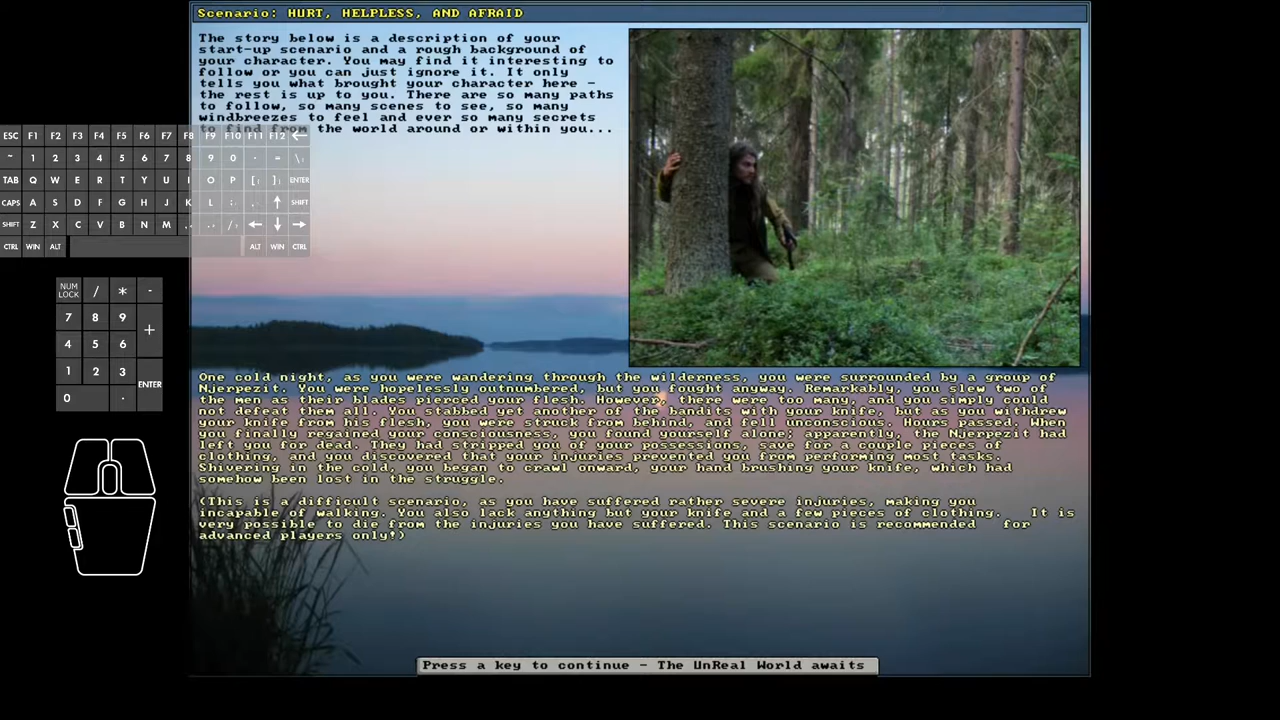 Scenario: HURT, HELPLESS, AND AFRAID
The story below is a description of your
start-up scenario and a rough background of
your character. You may find it interesting to
follow or you can just ignore it. It only
tells you what brought your character here -
the rest is up to you. There are so many paths
to follow, so many scenes to see, so many
windbreezes to feel and ever so many secrets
to find from the world around or within you...
ESC F1 F2 F3 F4 F5 F6 F7 F8 F9 F10 F11 F12 ←
~ 1 2 3 4 5 6 7 8 9 0 - = \
TAB Q W E R T Y U I O P [ ] ENTER
CAPS A S D F G H J K L ; ↑ SHIFT
SHIFT Z X C V B N M , . / ← ↓ →
CTRL WIN ALT ALT WIN CTRL
NUM LOCK / * -
7 8 9 +
4 5 6
1 2 3 ENTER
0 .
One cold night, as you were wandering through the wilderness, you were surrounded by a group of
Njerpezit. You were hopelessly outnumbered, but you fought anyway. Remarkably, you slew two of
the men as their blades pierced your flesh. However, there were too many, and you simply could
not defeat them all. You stabbed yet another of the bandits with your knife, but as you withdrew
your knife from his flesh, you were struck from behind, and fell unconscious. Hours passed. When
you finally regained your consciousness, you found yourself alone; apparently, the Njerpezit had
left you for dead. They had stripped you of your possessions, save for a couple pieces of
clothing, and you discovered that your injuries prevented you from performing most tasks.
Shivering in the cold, you began to crawl onward, your hand brushing your knife, which had
somehow been lost in the struggle.
(This is a difficult scenario, as you have suffered rather severe injuries, making you
incapable of walking. You also lack anything but your knife and a few pieces of clothing. It is
very possible to die from the injuries you have suffered. This scenario is recommended for
advanced players only!)
Press a key to continue - The UnReal World awaits